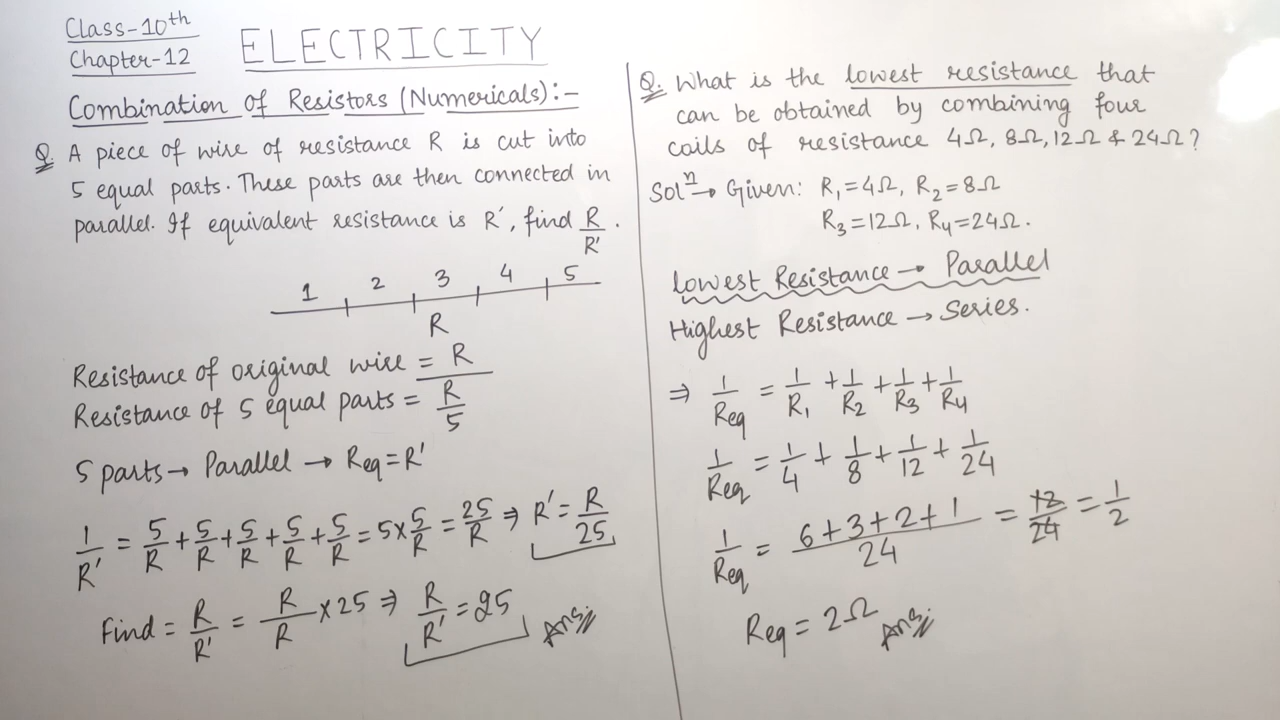 Class-10th
Chapter-12
ELECTRICITY
Combination of Resistors (Numericals):-
Q. A piece of wire of resistance R is cut into
5 equal parts. These parts are then connected in
parallel. If equivalent resistance is R', find R/R'.
1 2 3 4 5
R
Resistance of original wire = R
Resistance of 5 equal parts = R/5
5 parts → Parallel → Req = R'
1/R' = 5/R + 5/R + 5/R + 5/R + 5/R = 5 × 5/R = 25/R ⇒ R' = R/25
Find = R/R' = R/R × 25 ⇒ R/R' = 25 Ans.
Q. What is the lowest resistance that
can be obtained by combining four
coils of resistance 4Ω, 8Ω, 12Ω & 24Ω?
Solⁿ → Given: R₁=4Ω, R₂=8Ω
R₃=12Ω, R₄=24Ω.
Lowest Resistance → Parallel
Highest Resistance → Series.
⇒ 1/Req = 1/R₁ + 1/R₂ + 1/R₃ + 1/R₄
1/Req = 1/4 + 1/8 + 1/12 + 1/24
1/Req = 6+3+2+1/24 = 12/24 = 1/2
Req = 2Ω Ans.